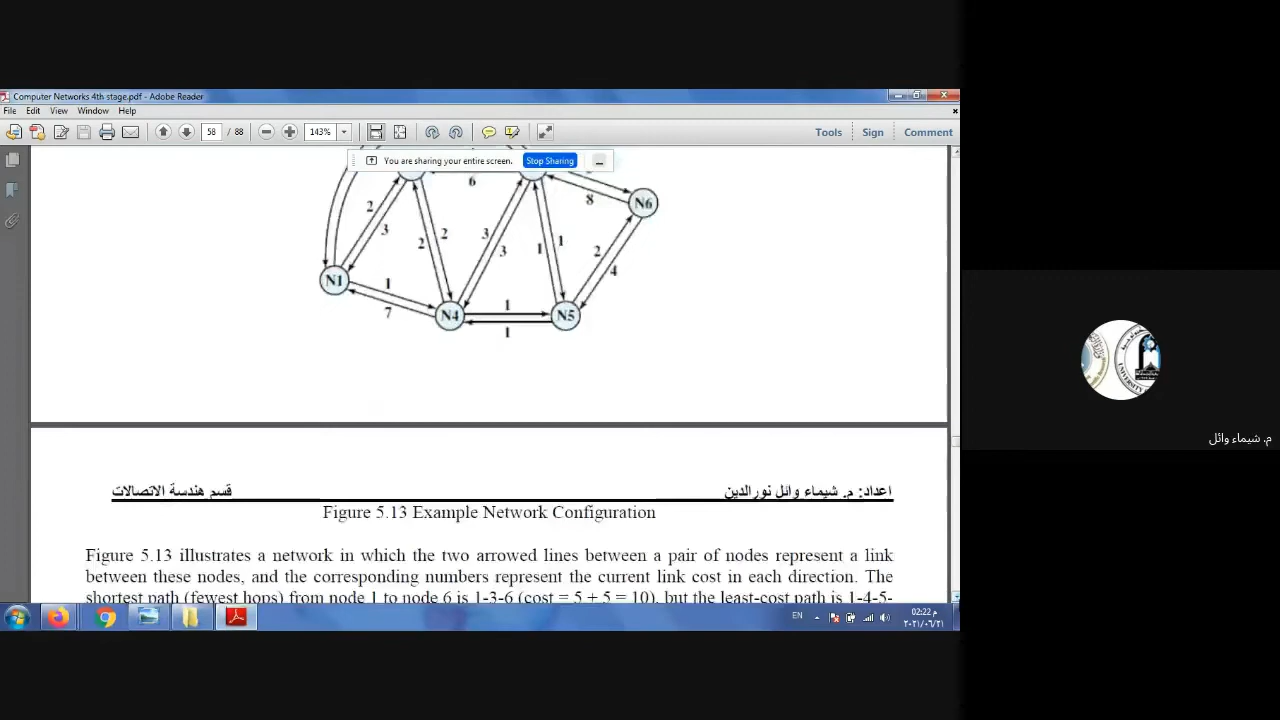 Computer Networks 4th stage.pdf - Adobe Reader
File Edit View Window Help
58 / 88 143% Tools Sign Comment
You are sharing your entire screen. Stop Sharing
6
8
N6
2
3
2
2
3
3
1
1
2
4
N1
1
7
N4
1
1
N5
م. شيماء وائل
اعداد: م. شيماء وائل نورالدين قسم هندسة الاتصالات
Figure 5.13 Example Network Configuration
Figure 5.13 illustrates a network in which the two arrowed lines between a pair of nodes represent a link
between these nodes, and the corresponding numbers represent the current link cost in each direction. The
shortest path (fewest hops) from node 1 to node 6 is 1-3-6 (cost = 5 + 5 = 10), but the least-cost path is 1-4-5-
EN
02:22 م
٢٠٢١/٠٦/٢١